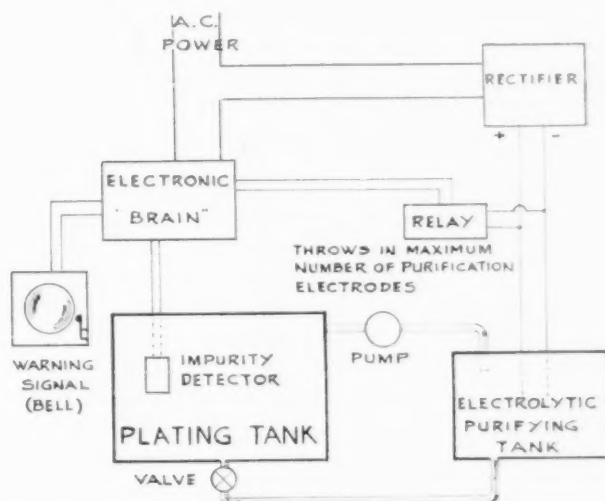 A.C.
POWER
RECTIFIER
+ -
ELECTRONIC
"BRAIN"
RELAY
THROWS IN MAXIMUM
NUMBER OF PURIFICATION
ELECTRODES
WARNING
SIGNAL
(BELL)
IMPURITY
DETECTOR
PUMP
PLATING TANK
ELECTROLYTIC
PURIFYING
TANK
VALVE